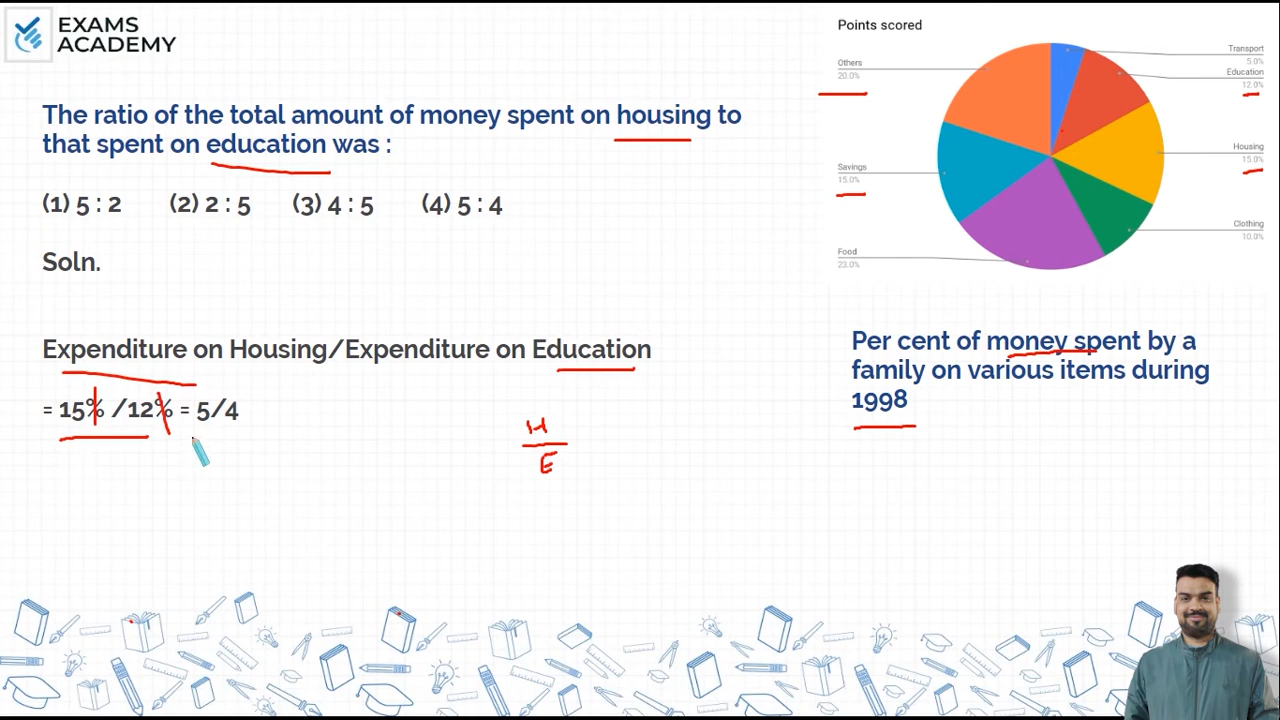 EXAMS
ACADEMY
The ratio of the total amount of money spent on housing to
that spent on education was :
(1) 5 : 2 (2) 2 : 5 (3) 4 : 5 (4) 5 : 4
Soln.
Expenditure on Housing/Expenditure on Education
= 15% /12% = 5/4
H
E
Points scored
Others
20.0%
Savings
15.0%
Food
23.0%
Transport
5.0%
Education
12.0%
Housing
15.0%
Clothing
10.0%
Per cent of money spent by a
family on various items during
1998